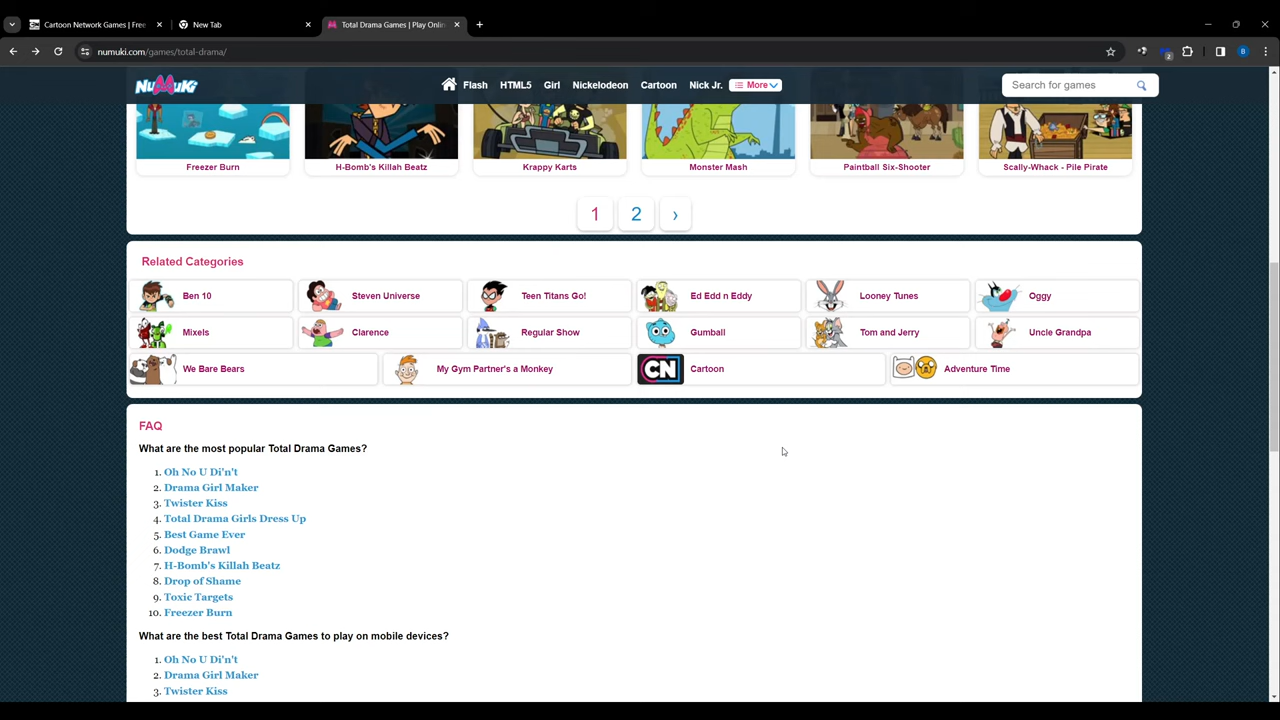 Cartoon Network Games | Free
New Tab
Total Drama Games | Play Onlin
numuki.com/games/total-drama/
B
2
NuMuKi
Flash HTML5 Girl Nickelodeon Cartoon Nick Jr. More
Search for games
Freezer Burn
H-Bomb's Killah Beatz
Krappy Karts
Monster Mash
Paintball Six-Shooter
Scally-Whack - Pile Pirate
1 2 ›
Related Categories
Ben 10 Steven Universe Teen Titans Go! Ed Edd n Eddy Looney Tunes Oggy
Mixels Clarence Regular Show Gumball Tom and Jerry Uncle Grandpa
We Bare Bears My Gym Partner's a Monkey CN Cartoon Adventure Time
FAQ
What are the most popular Total Drama Games?
1. Oh No U Di'n't
2. Drama Girl Maker
3. Twister Kiss
4. Total Drama Girls Dress Up
5. Best Game Ever
6. Dodge Brawl
7. H-Bomb's Killah Beatz
8. Drop of Shame
9. Toxic Targets
10. Freezer Burn
What are the best Total Drama Games to play on mobile devices?
1. Oh No U Di'n't
2. Drama Girl Maker
3. Twister Kiss